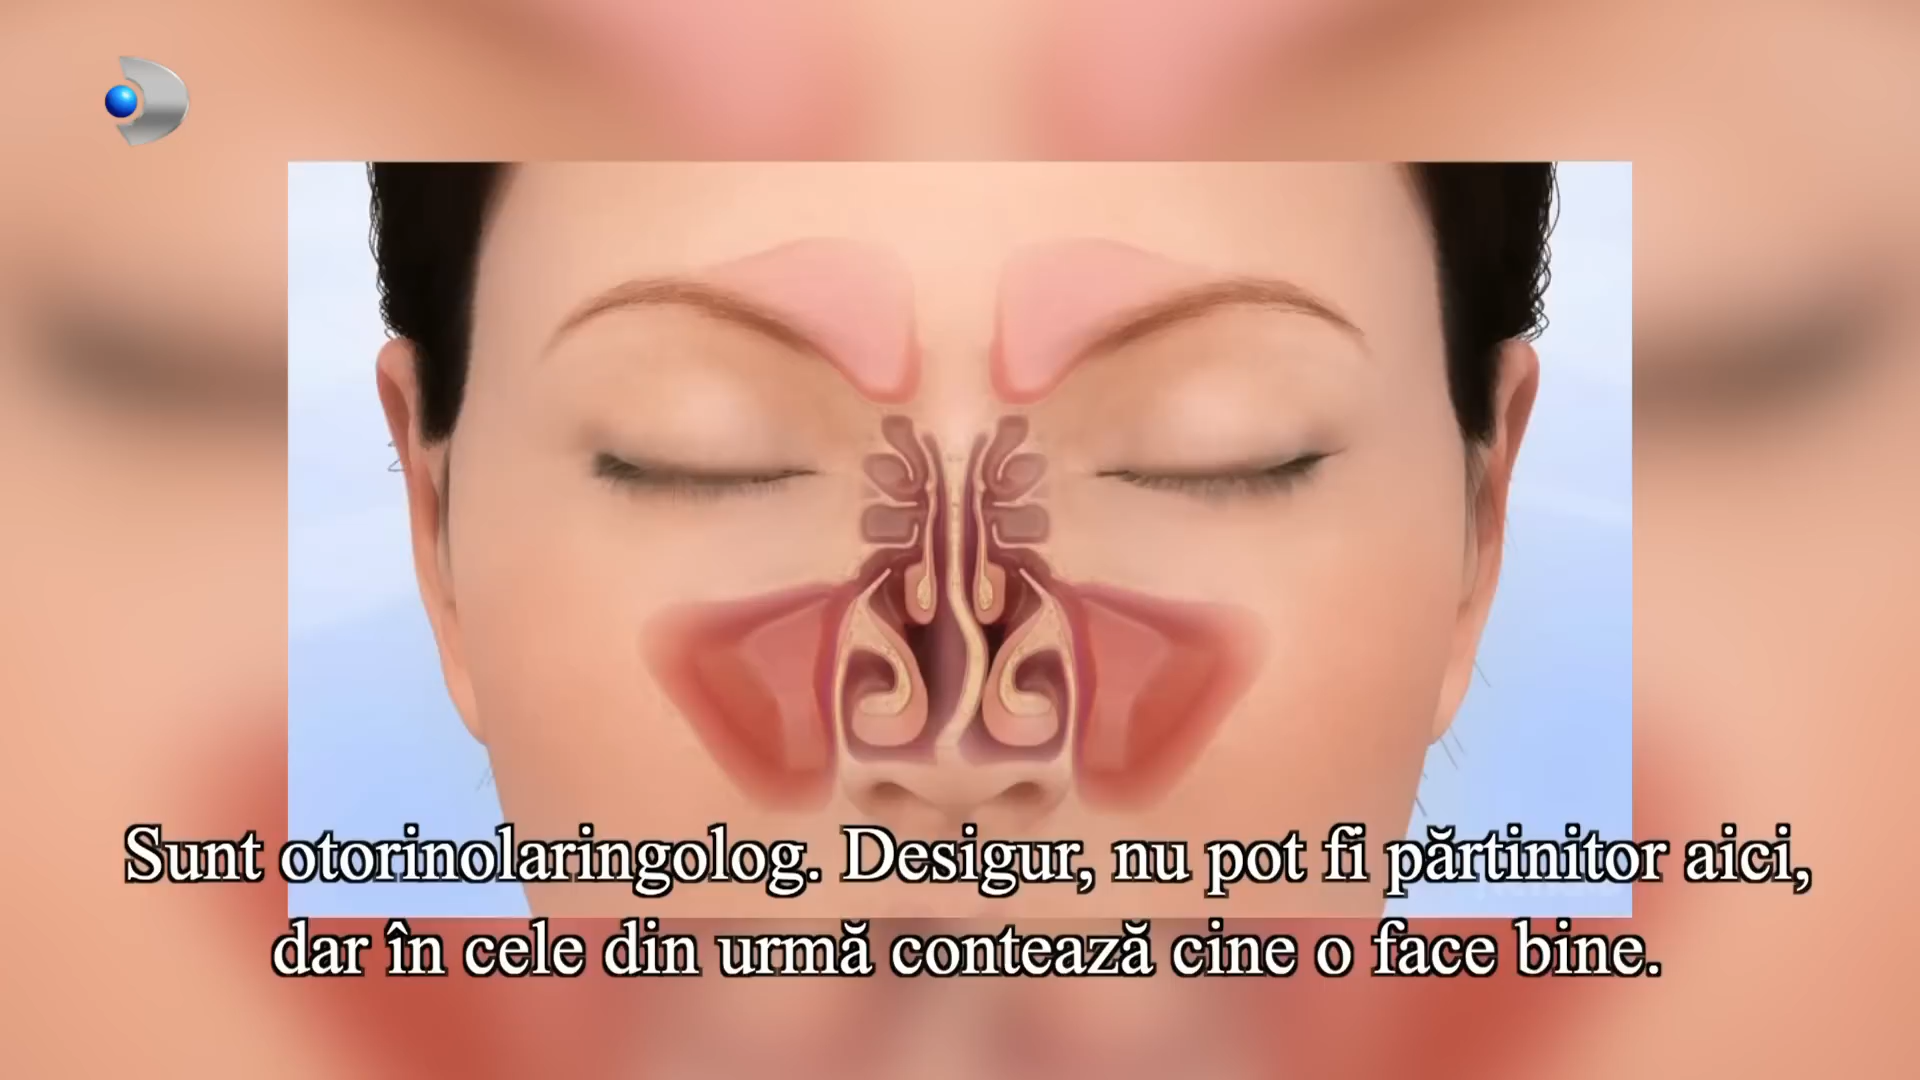 Sunt otorinolaringolog. Desigur, nu pot fi părtinitor aici,
dar în cele din urmă contează cine o face bine.